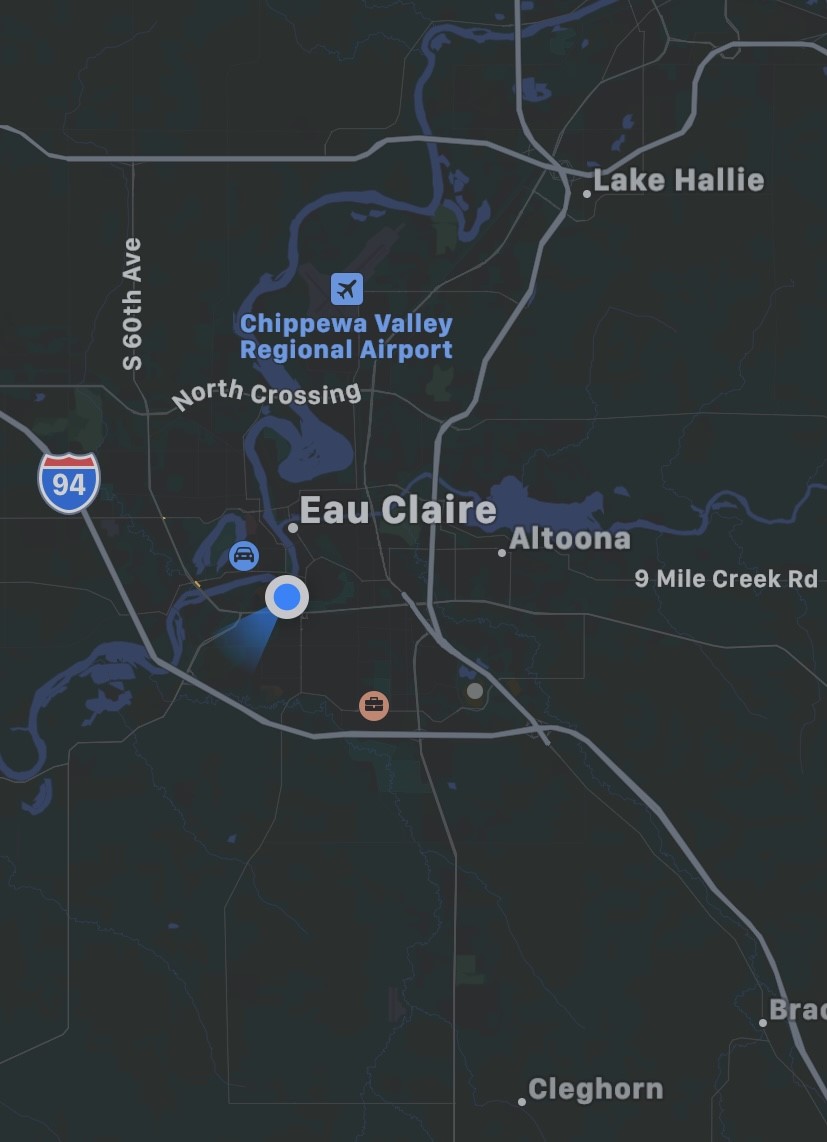 Lake Hallie
S 60th Ave
Chippewa Valley
Regional Airport
North Crossing
94
Eau Claire
Altoona
9 Mile Creek Rd
Brac
Cleghorn